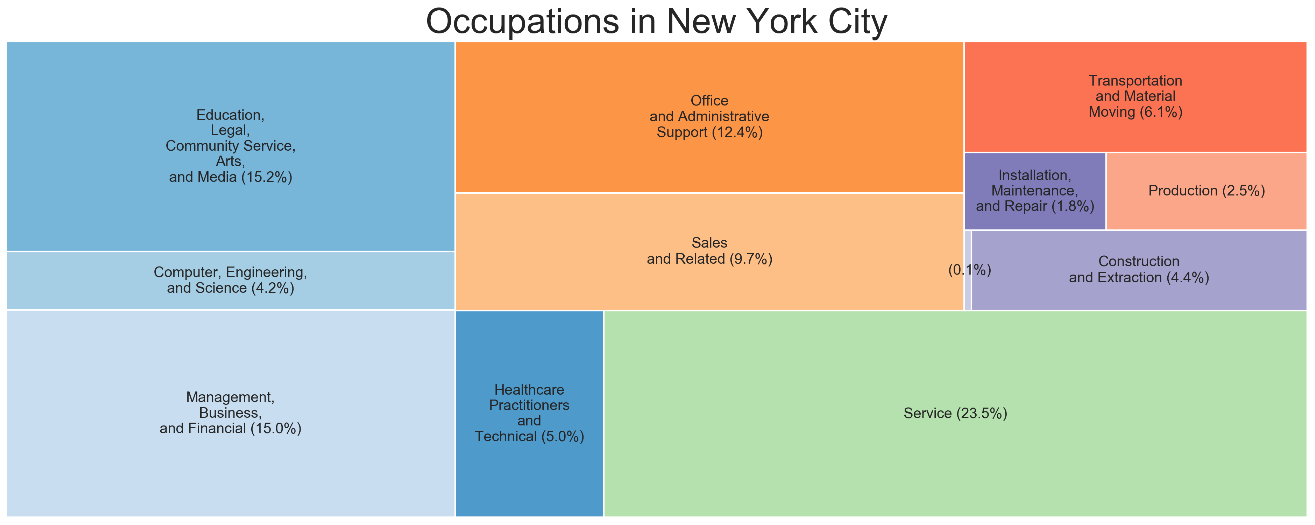 Occupations in New York City
Education,
Legal,
Community Service,
Arts,
and Media (15.2%)
Computer, Engineering,
and Science (4.2%)
Management,
Business,
and Financial (15.0%)
Office
and Administrative
Support (12.4%)
Sales
and Related (9.7%)
Healthcare
Practitioners
and
Technical (5.0%)
Service (23.5%)
Transportation
and Material
Moving (6.1%)
Installation,
Maintenance,
and Repair (1.8%)
Production (2.5%)
(0.1%)
Construction
and Extraction (4.4%)